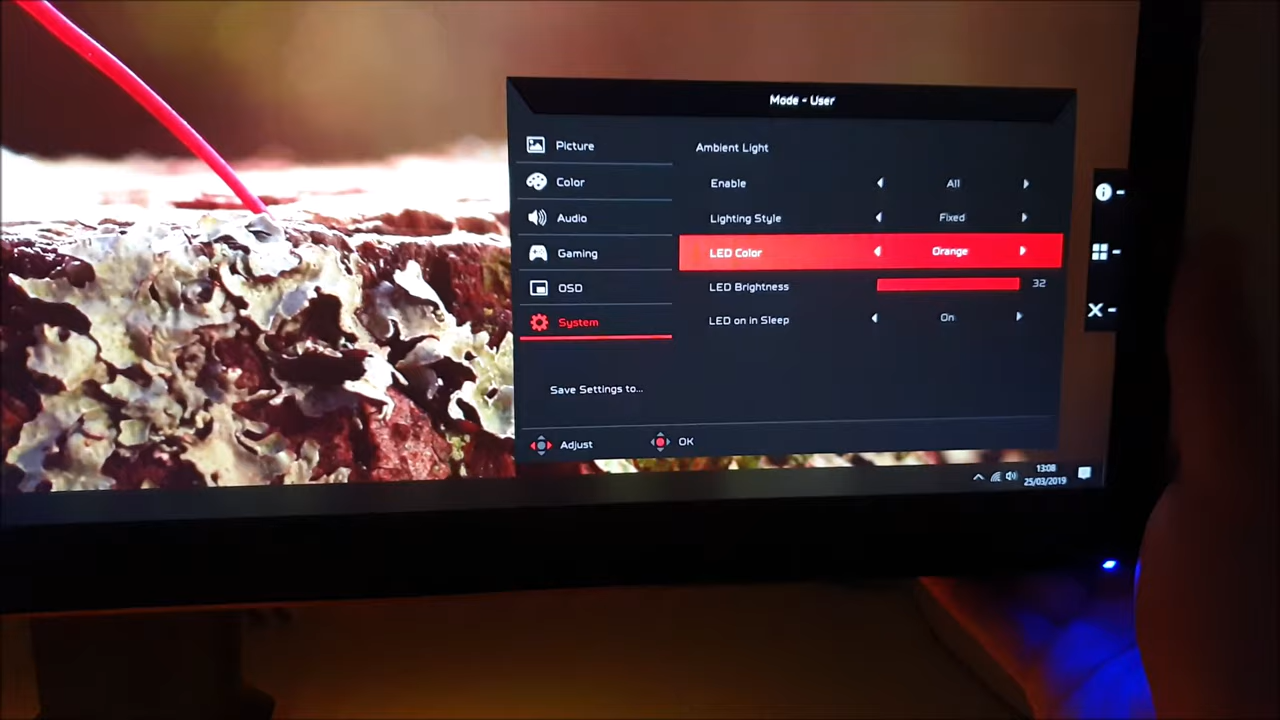 Mode - User
Picture
Color
Audio
Gaming
OSD
System
Save Settings to...
Ambient Light
Enable All
Lighting Style Fixed
LED Color Orange
LED Brightness 32
LED on in Sleep On
Adjust OK
13:08
25/03/2019